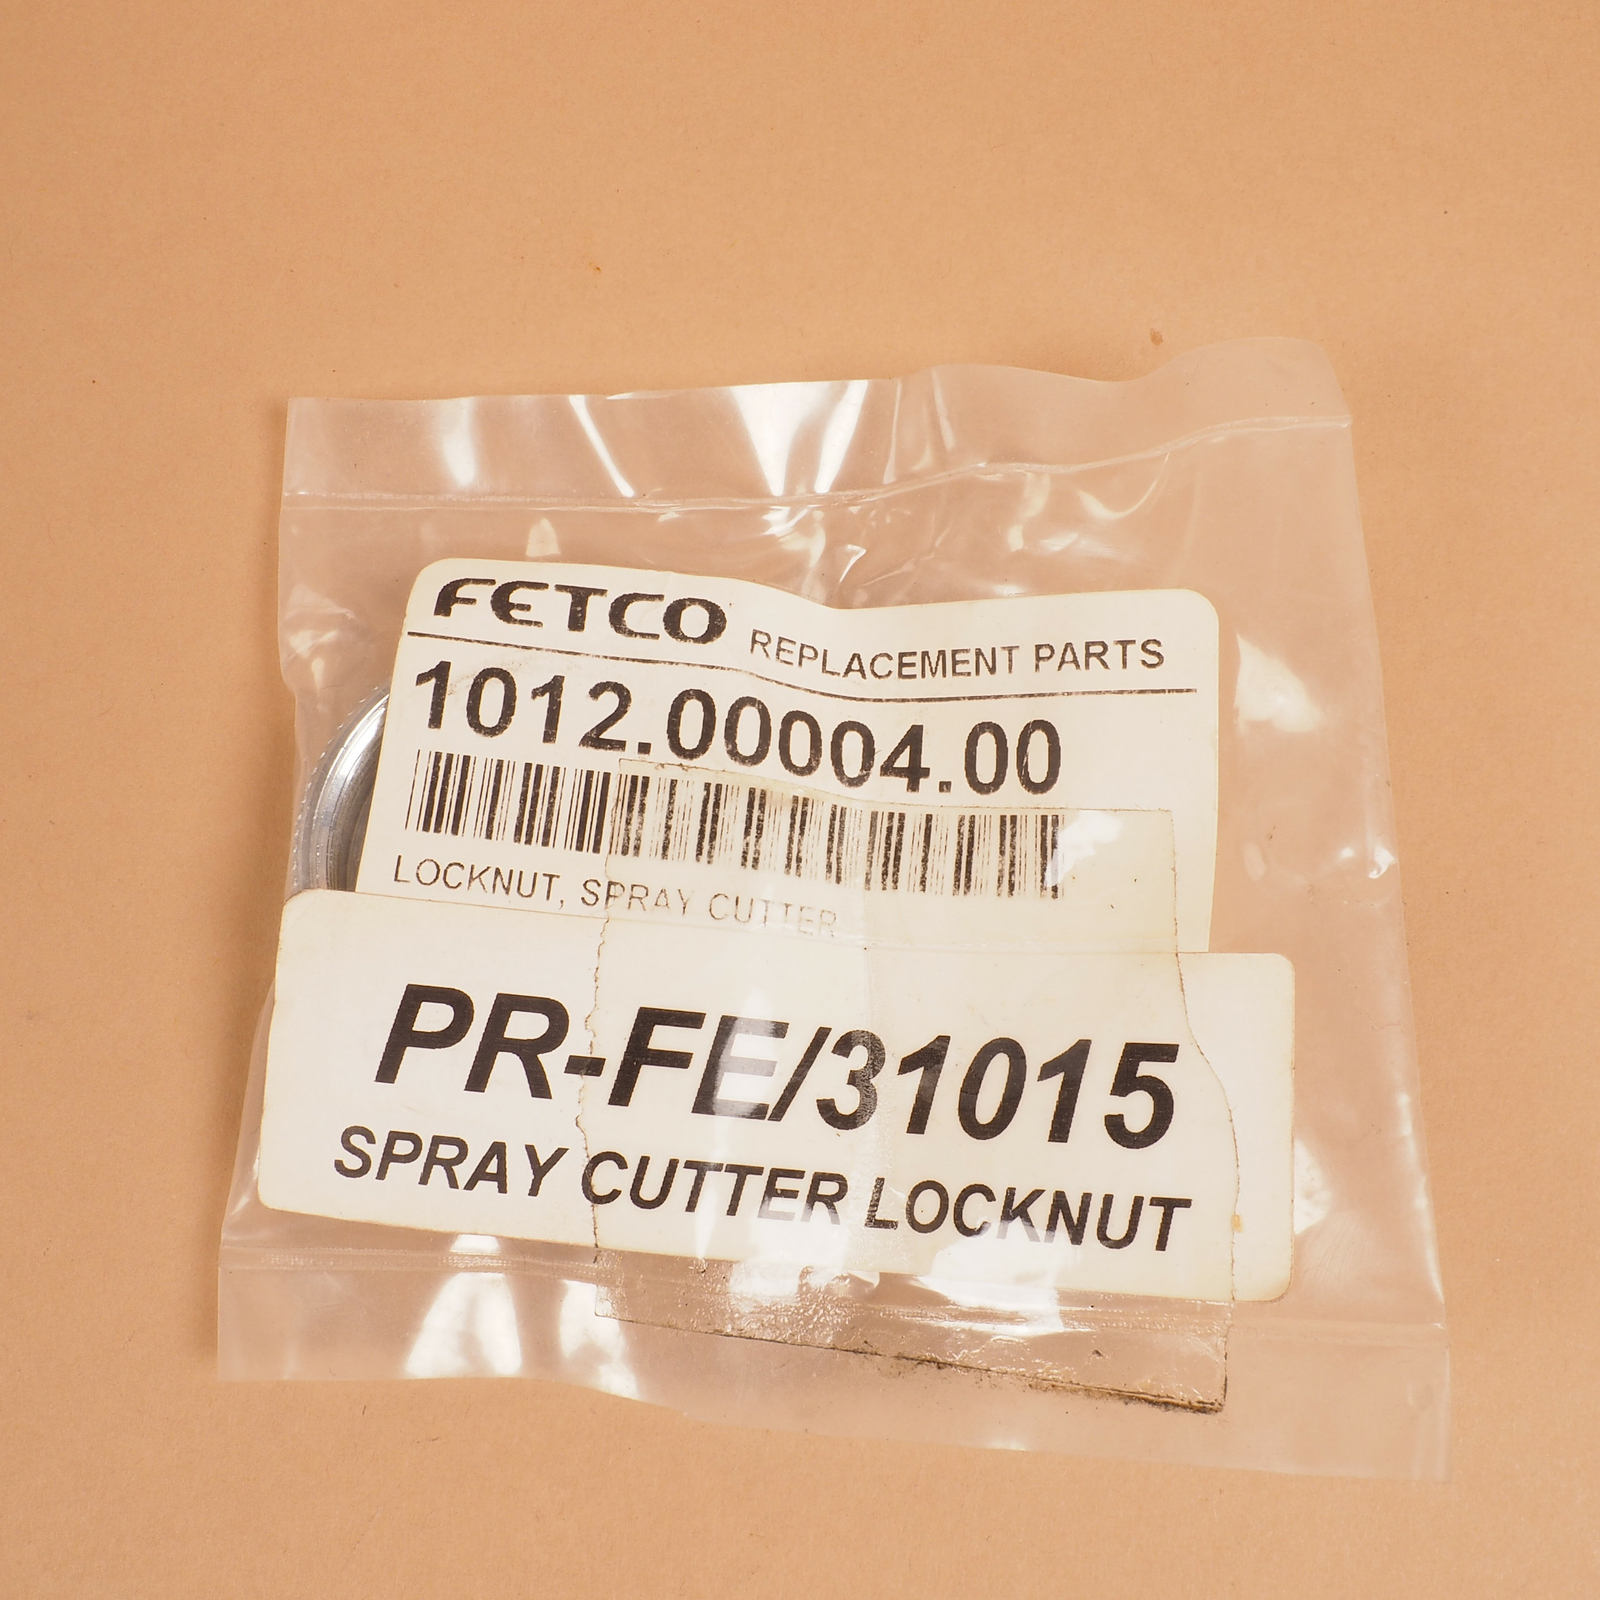 FETCO REPLACEMENT PARTS
1012.00004.00
LOCKNUT, SPRAY CUTTER
PR-FE/31015
SPRAY CUTTER LOCKNUT